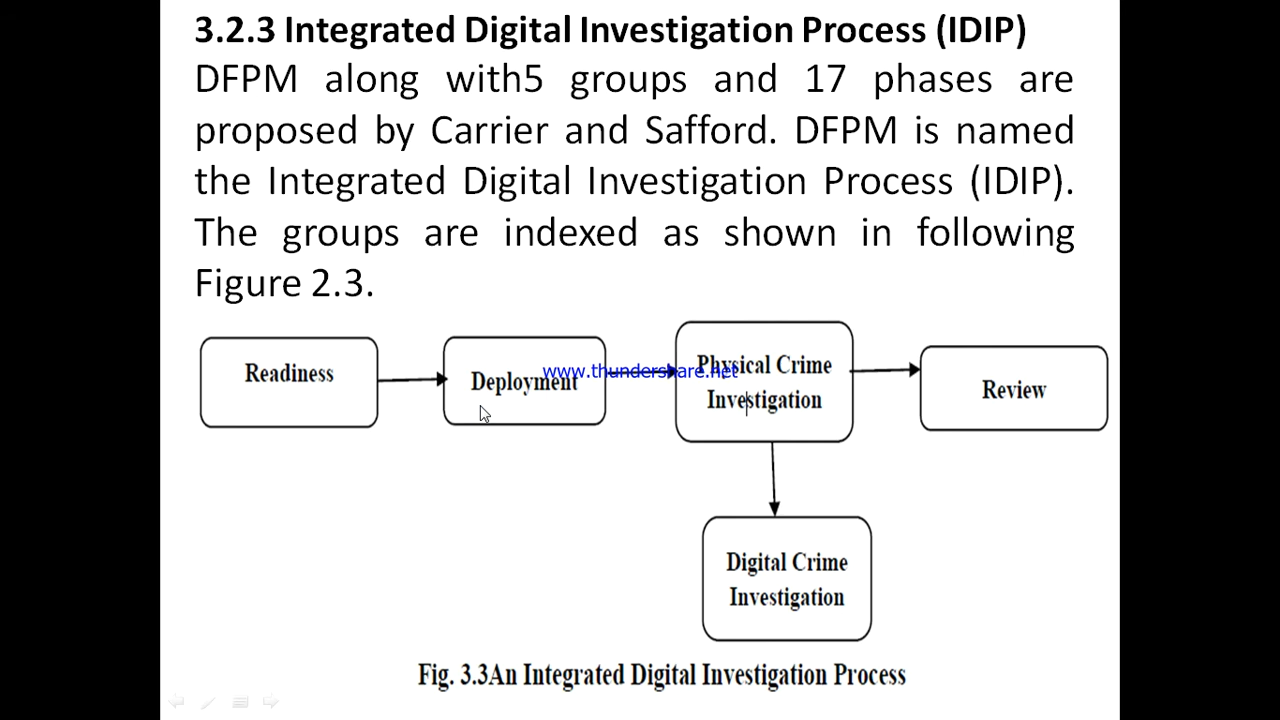 3.2.3 Integrated Digital Investigation Process (IDIP)
DFPM along with5 groups and 17 phases are
proposed by Carrier and Safford. DFPM is named
the Integrated Digital Investigation Process (IDIP).
The groups are indexed as shown in following
Figure 2.3.
Readiness
Deployment
www.thundershare.net
Physical Crime
Investigation
Review
Digital Crime
Investigation
Fig. 3.3An Integrated Digital Investigation Process